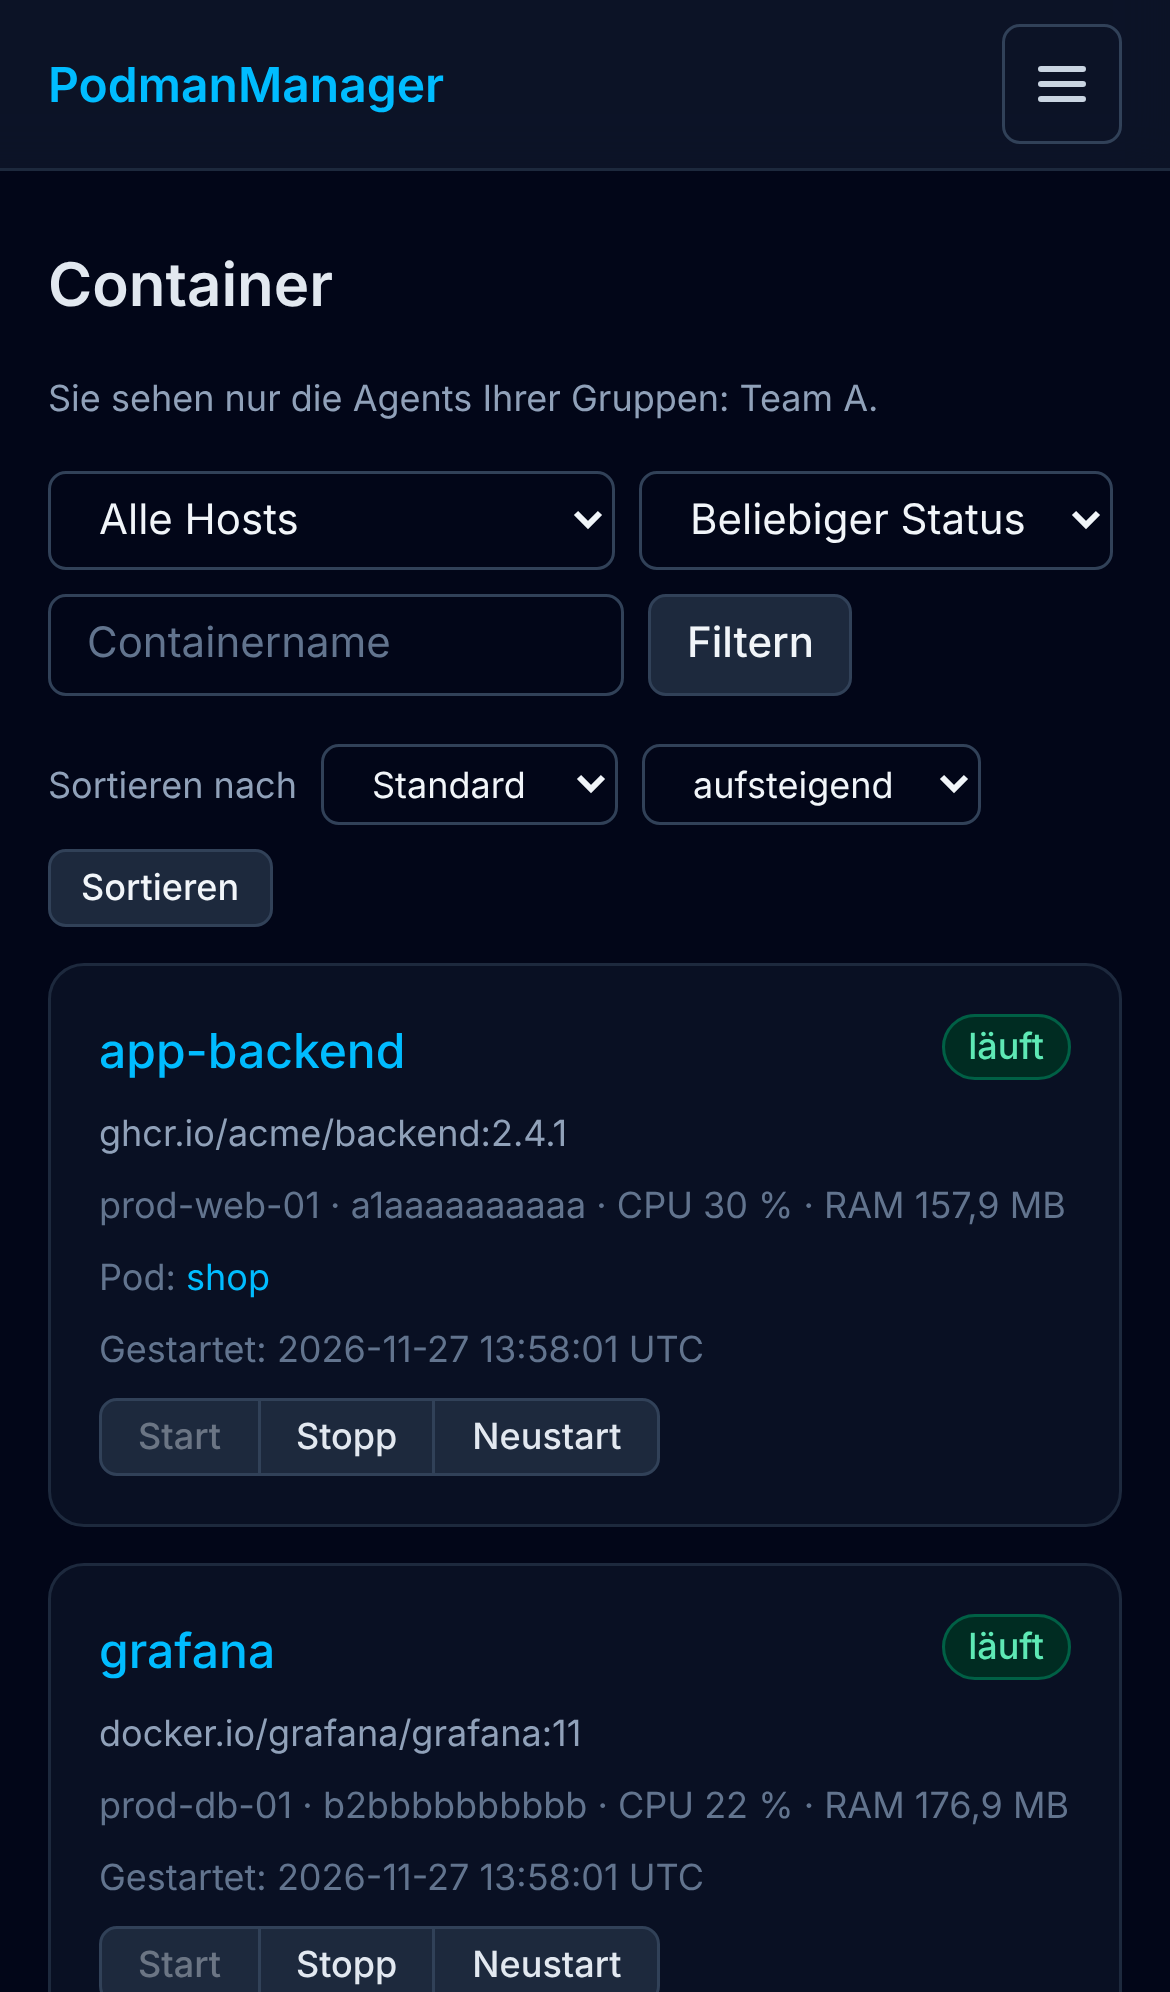 PodmanManager
Container
Sie sehen nur die Agents Ihrer Gruppen: Team A.
Alle Hosts Beliebiger Status
Containername Filtern
Sortieren nach Standard aufsteigend
Sortieren
app-backend läuft
ghcr.io/acme/backend:2.4.1
prod-web-01 · a1aaaaaaaaaa · CPU 30 % · RAM 157,9 MB
Pod: shop
Gestartet: 2026-11-27 13:58:01 UTC
Start Stopp Neustart
grafana läuft
docker.io/grafana/grafana:11
prod-db-01 · b2bbbbbbbbbb · CPU 22 % · RAM 176,9 MB
Gestartet: 2026-11-27 13:58:01 UTC
Start Stopp Neustart